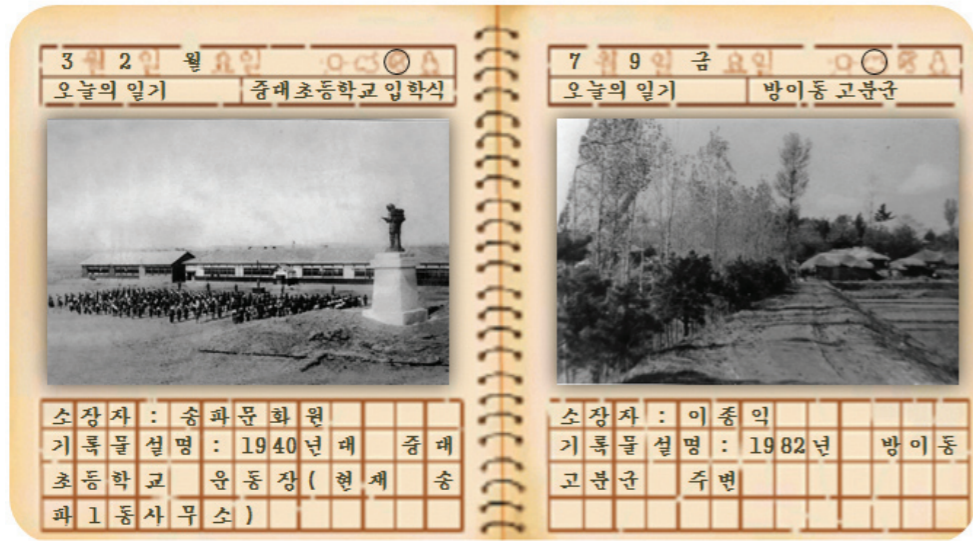 3 월 2 일 월 요일
오늘의 일기 중대초등학교 입학식
소장자 : 송파문화원
기록물설명 : 1940년대 중대
초등학교 운동장( 현재 송
파 1 동사무소 )
7 월 9 일 금 요일
오늘의 일기 방이동 고분군
소장자 : 이종익
기록물설명 : 1982년 방이동
고분군 주변